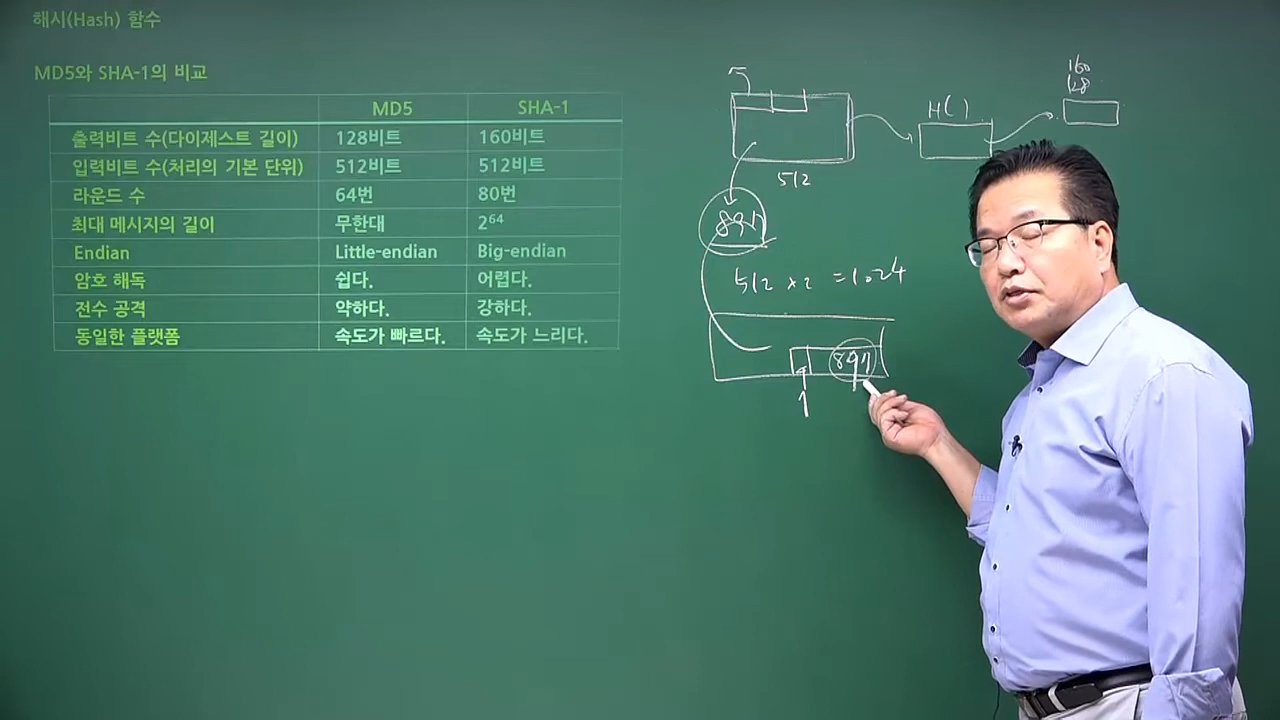 해시(Hash) 함수
MD5와 SHA-1의 비교
MD5 SHA-1
출력비트 수(다이제스트 길이) 128비트 160비트
입력비트 수(처리의 기본 단위) 512비트 512비트
라운드 수 64번 80번
최대 메시지의 길이 무한대 2⁶⁴
Endian Little-endian Big-endian
암호 해독 쉽다. 어렵다.
전수 공격 약하다. 강하다.
동일한 플랫폼 속도가 빠르다. 속도가 느리다.
160
128
H( )
512
897
512 x 2 = 1024
897
1